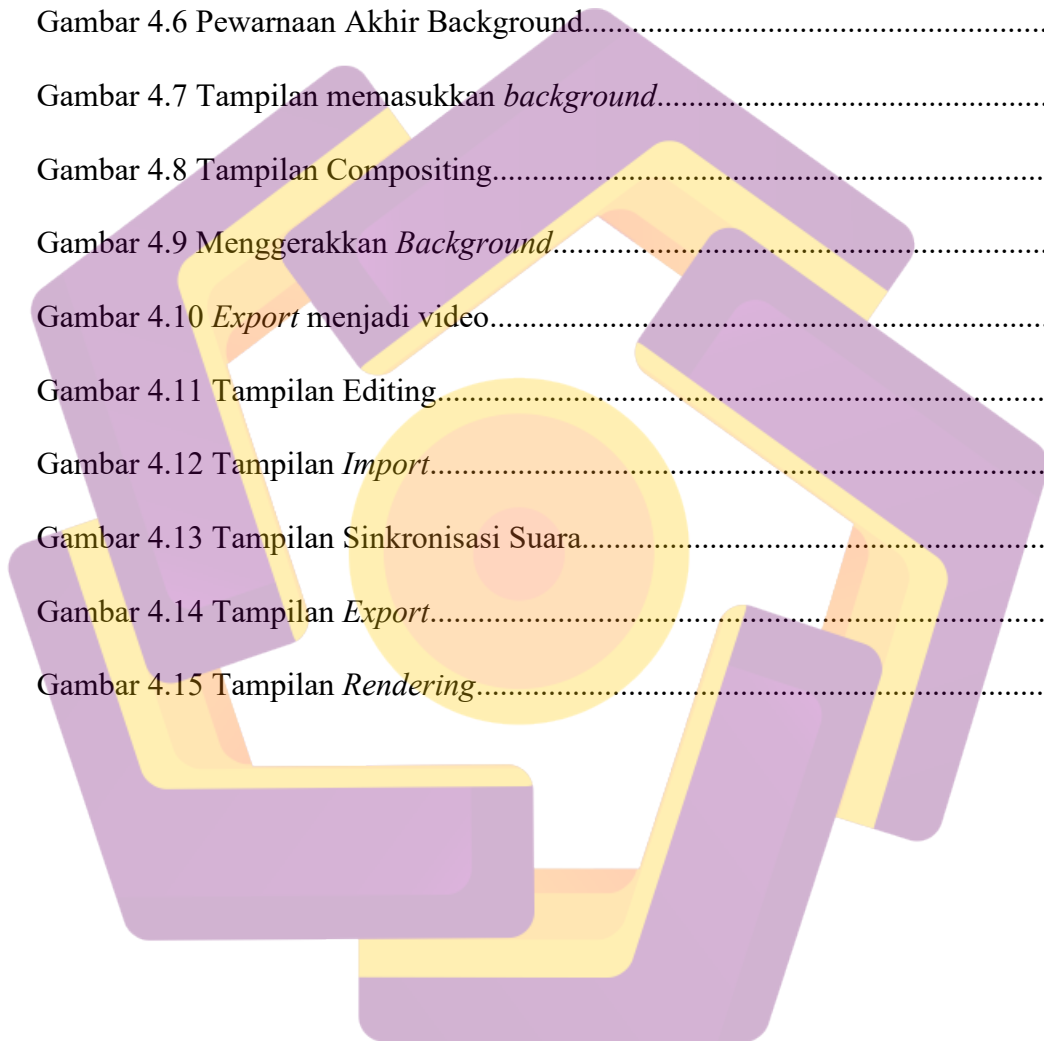 Gambar 4.6 Pewarnaan Akhir Background..........................................................
Gambar 4.7 Tampilan memasukkan background.................................................
Gambar 4.8 Tampilan Compositing.....................................................................
Gambar 4.9 Menggerakkan Background..............................................................
Gambar 4.10 Export menjadi video......................................................................
Gambar 4.11 Tampilan Editing............................................................................
Gambar 4.12 Tampilan Import.............................................................................
Gambar 4.13 Tampilan Sinkronisasi Suara..........................................................
Gambar 4.14 Tampilan Export.............................................................................
Gambar 4.15 Tampilan Rendering.......................................................................